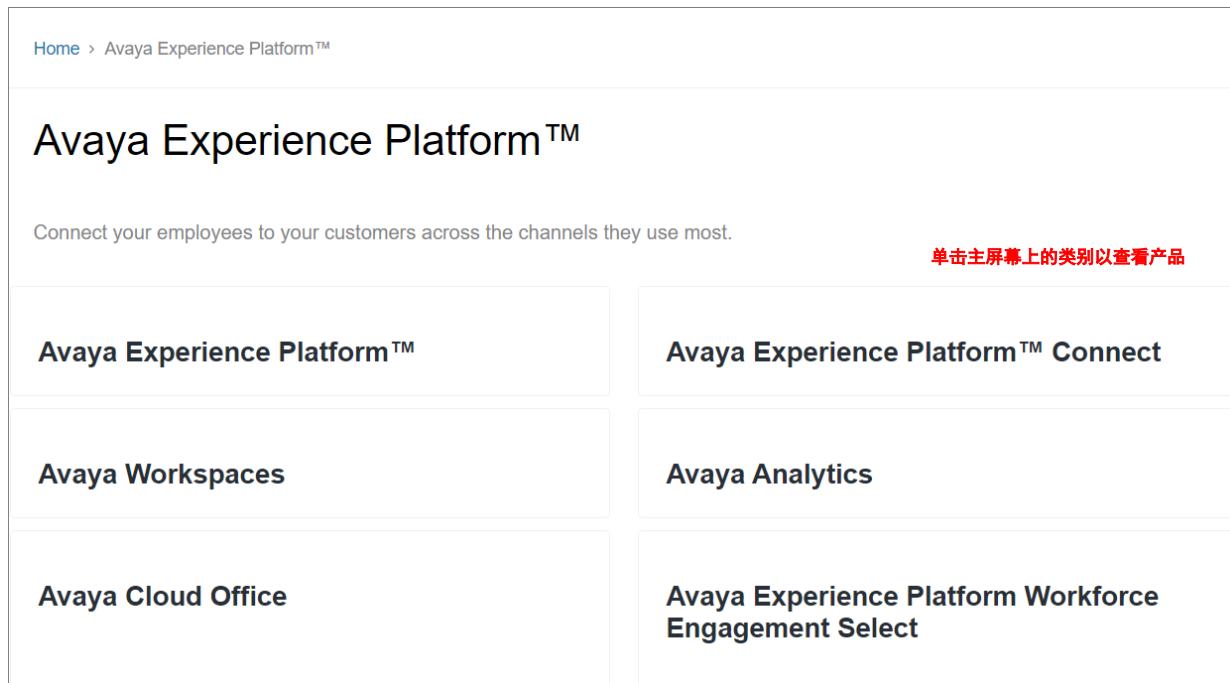 Home › Avaya Experience Platform™
Avaya Experience Platform™
Connect your employees to your customers across the channels they use most.
单击主屏幕上的类别以查看产品
Avaya Experience Platform™
Avaya Experience Platform™ Connect
Avaya Workspaces
Avaya Analytics
Avaya Cloud Office
Avaya Experience Platform Workforce
Engagement Select